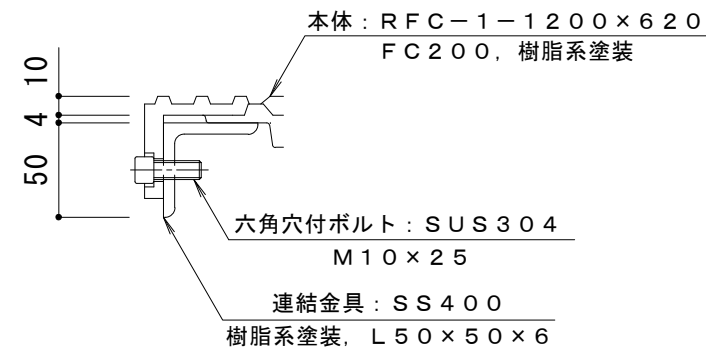 本体：ＲＦＣ－１－１２００×６２０
ＦＣ２００，樹脂系塗装
10
4
50
六角穴付ボルト：ＳＵＳ３０４
Ｍ１０×２５
連結金具：ＳＳ４００
樹脂系塗装，Ｌ５０×５０×６